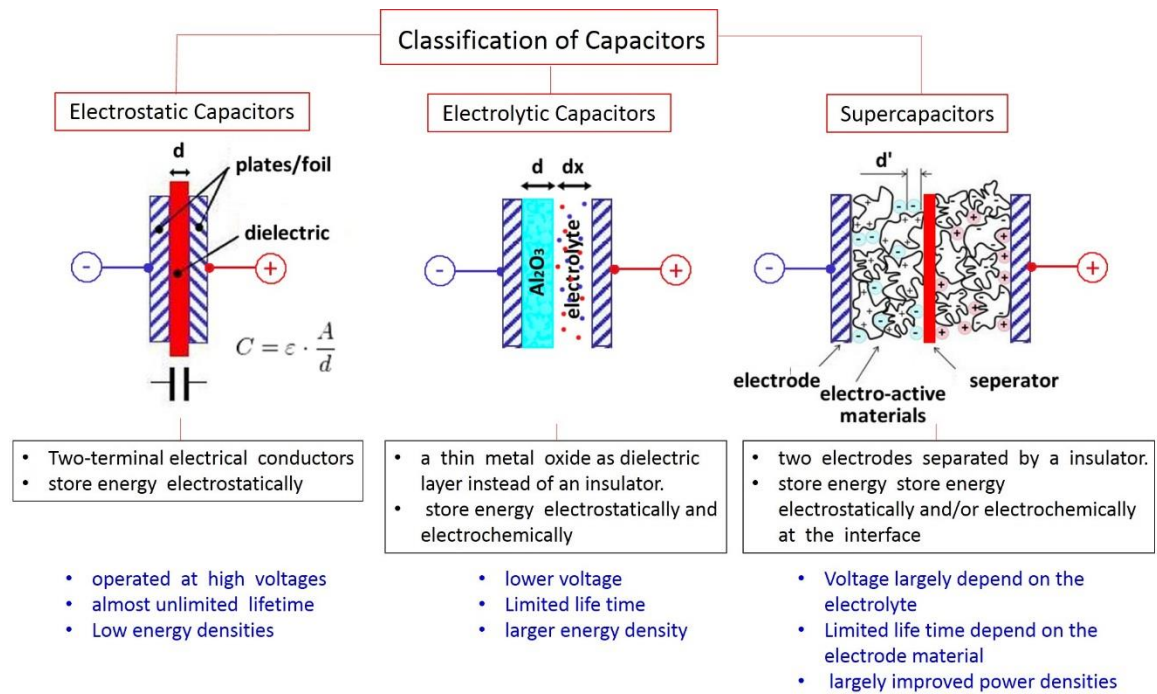 Classification of Capacitors
Electrostatic Capacitors
d
plates/foil
dielectric
-
+
C = ε · A/d
• Two-terminal electrical conductors
• store energy electrostatically
• operated at high voltages
• almost unlimited lifetime
• Low energy densities
Electrolytic Capacitors
d
dx
Al₂O₃
electrolyte
-
+
• a thin metal oxide as dielectric
layer instead of an insulator.
• store energy electrostatically and
electrochemically
• lower voltage
• Limited life time
• larger energy density
Supercapacitors
d'
-
+
electrode
electro-active
materials
seperator
• two electrodes separated by a insulator.
• store energy store energy
electrostatically and/or electrochemically
at the interface
• Voltage largely depend on the
electrolyte
• Limited life time depend on the
electrode material
• largely improved power densities